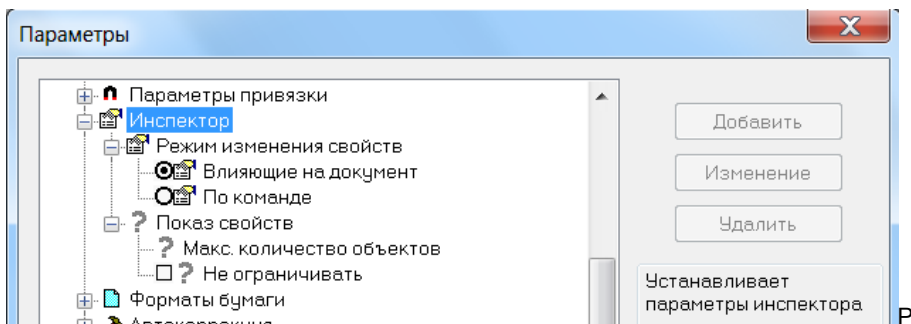 Параметры
Параметры привязки
Инспектор
Режим изменения свойств
Влияющие на документ
По команде
? Показ свойств
? Макс. количество объектов
? Не ограничивать
Форматы бумаги
Автокоррекция
Добавить
Изменение
Удалить
Устанавливает
параметры инспектора
Р